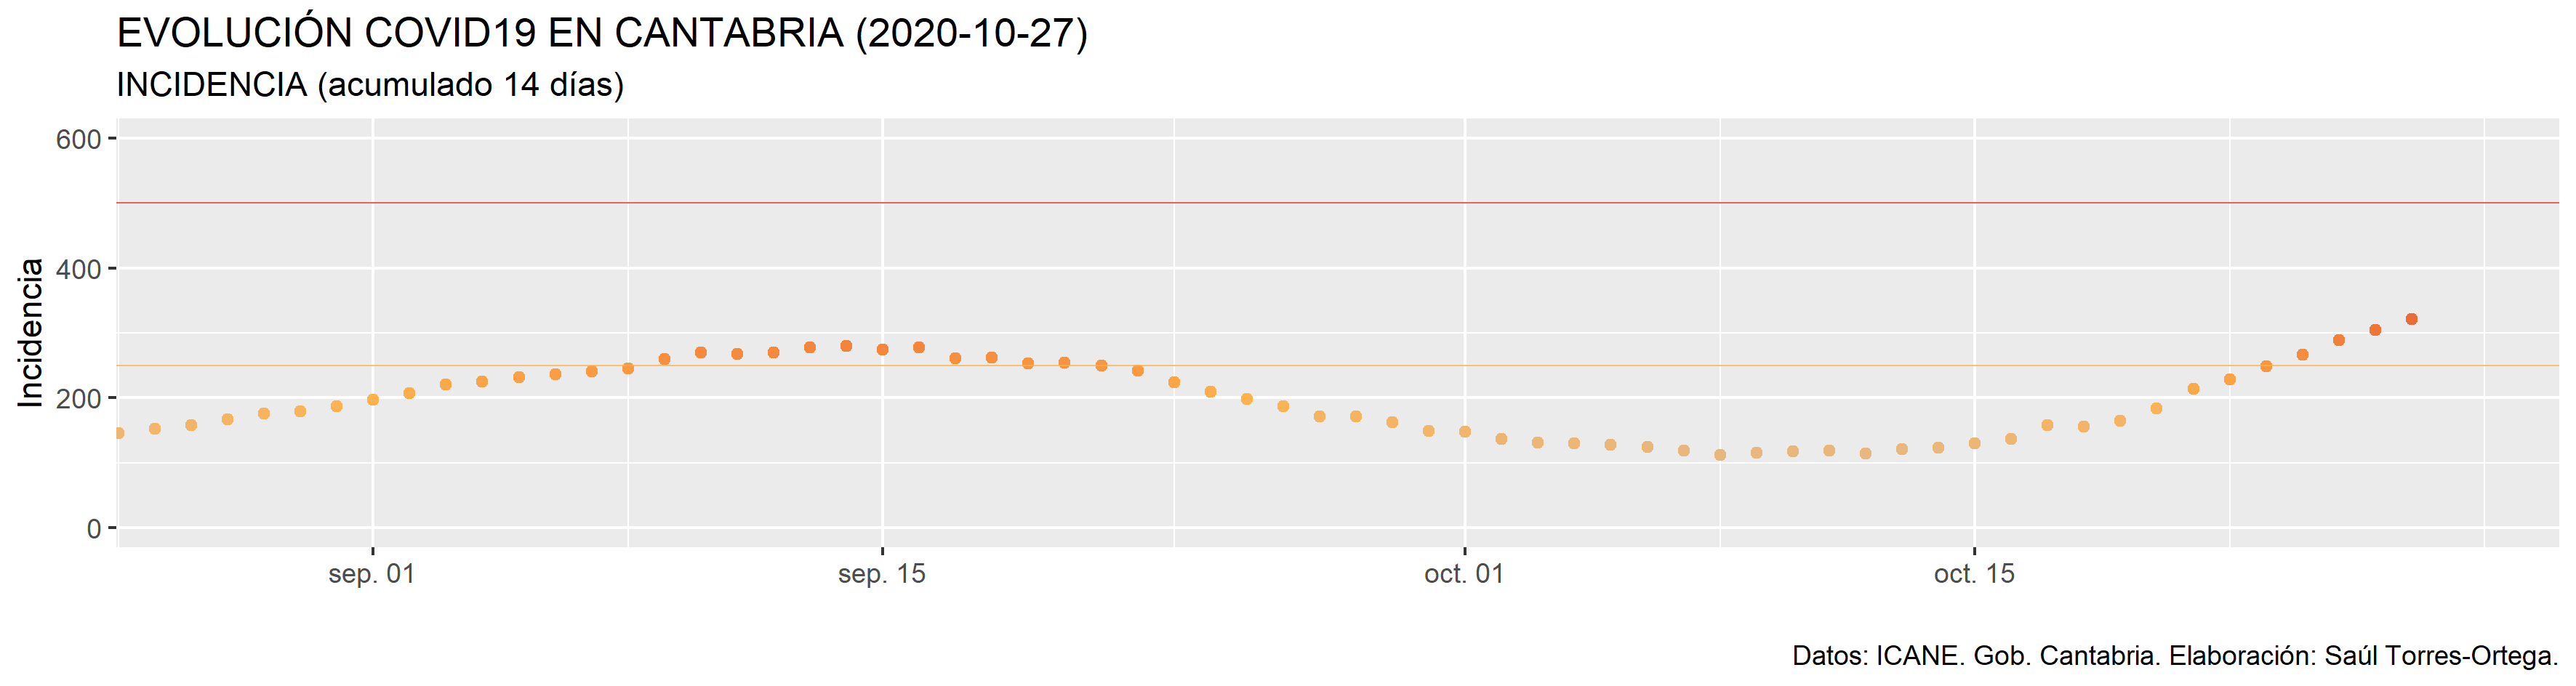 EVOLUCIÓN COVID19 EN CANTABRIA (2020-10-27)
INCIDENCIA (acumulado 14 días)
Incidencia
600
400
200
0
sep. 01
sep. 15
oct. 01
oct. 15
Datos: ICANE. Gob. Cantabria. Elaboración: Saúl Torres-Ortega.